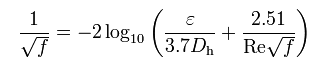 1/√f = −2 log₁₀ ( ε/3.7Dₕ + 2.51/Re√f )